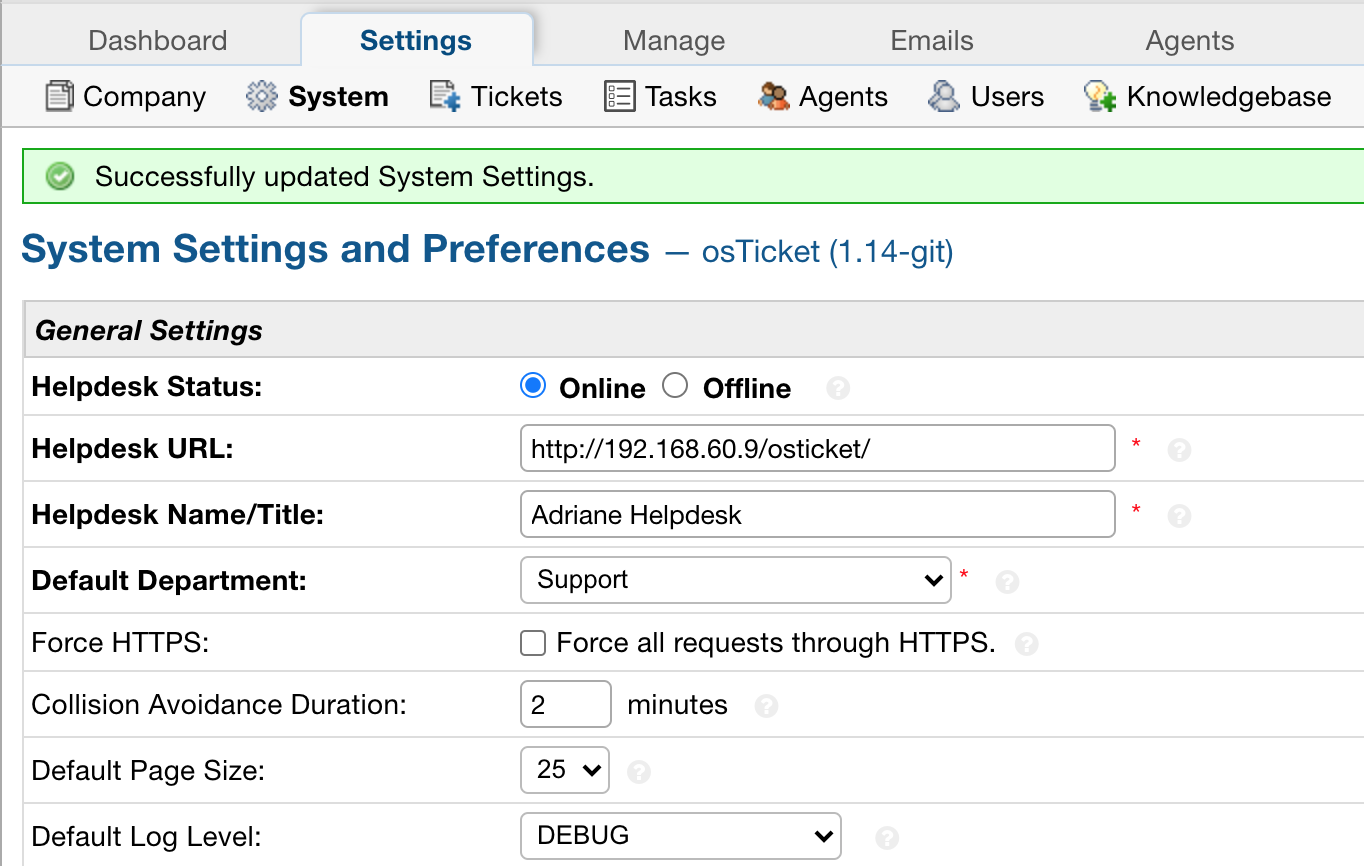 Dashboard Settings Manage Emails Agents
Company System Tickets Tasks Agents Users Knowledgebase
Successfully updated System Settings.
System Settings and Preferences — osTicket (1.14-git)
General Settings
Helpdesk Status: Online Offline ?
Helpdesk URL: http://192.168.60.9/osticket/ * ?
Helpdesk Name/Title: Adriane Helpdesk * ?
Default Department: Support * ?
Force HTTPS: Force all requests through HTTPS. ?
Collision Avoidance Duration: 2 minutes ?
Default Page Size: 25 ?
Default Log Level: DEBUG ?